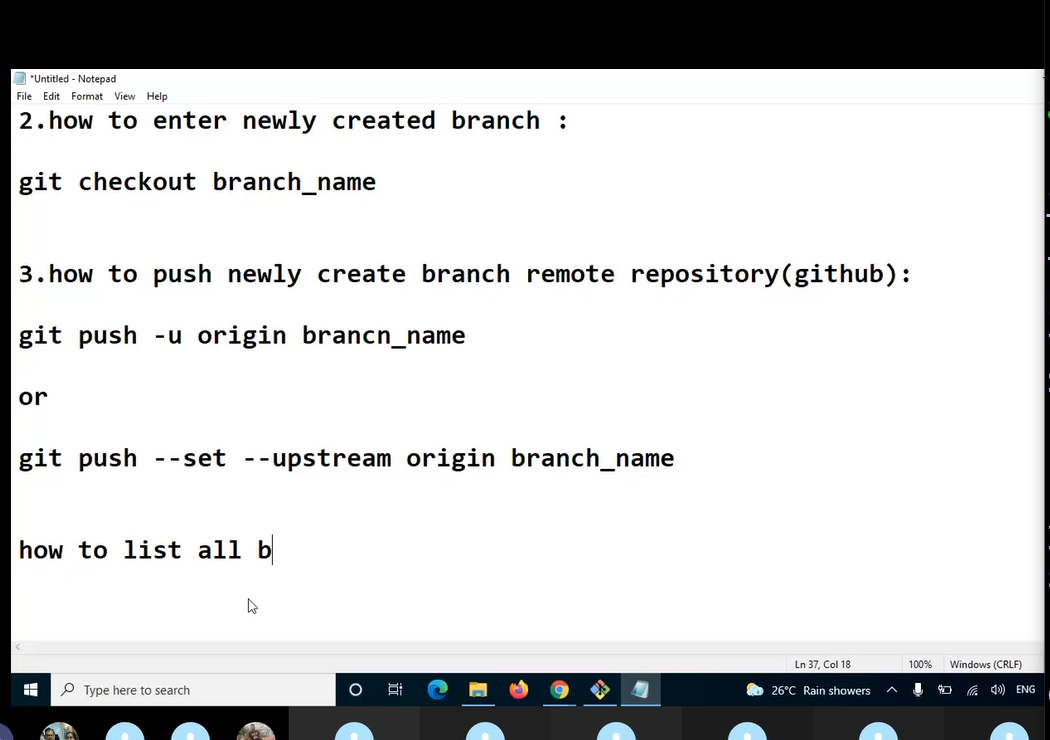 *Untitled - Notepad
File Edit Format View Help
2.how to enter newly created branch :
git checkout branch_name
3.how to push newly create branch remote repository(github):
git push -u origin brancn_name
or
git push --set --upstream origin branch_name
how to list all b
Ln 37, Col 18 100% Windows (CRLF)
Type here to search 26°C Rain showers ENG